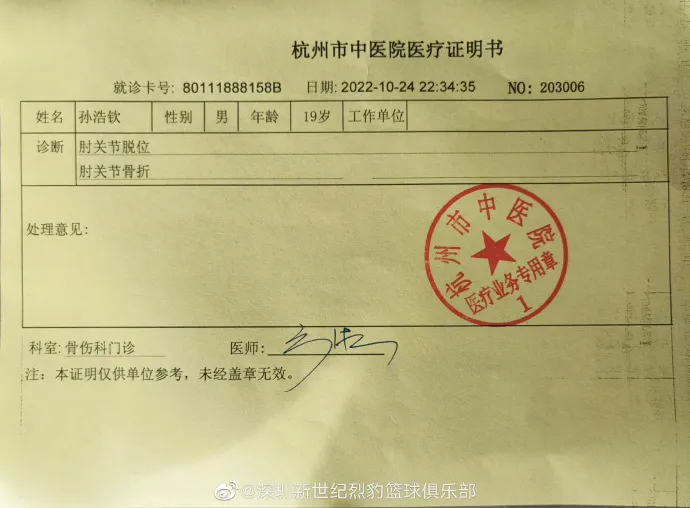 杭州市中医院医疗证明书
就诊卡号: 80111888158B 日期: 2022-10-24 22:34:35 NO: 203006
姓名 孙浩钦 性别 男 年龄 19岁 工作单位
诊断 肘关节脱位
肘关节骨折
处理意见:
杭州市中医院
医疗业务专用章
1
科室: 骨伤科门诊 医师:
注: 本证明仅供单位参考, 未经盖章无效。
@深圳新世纪烈豹篮球俱乐部